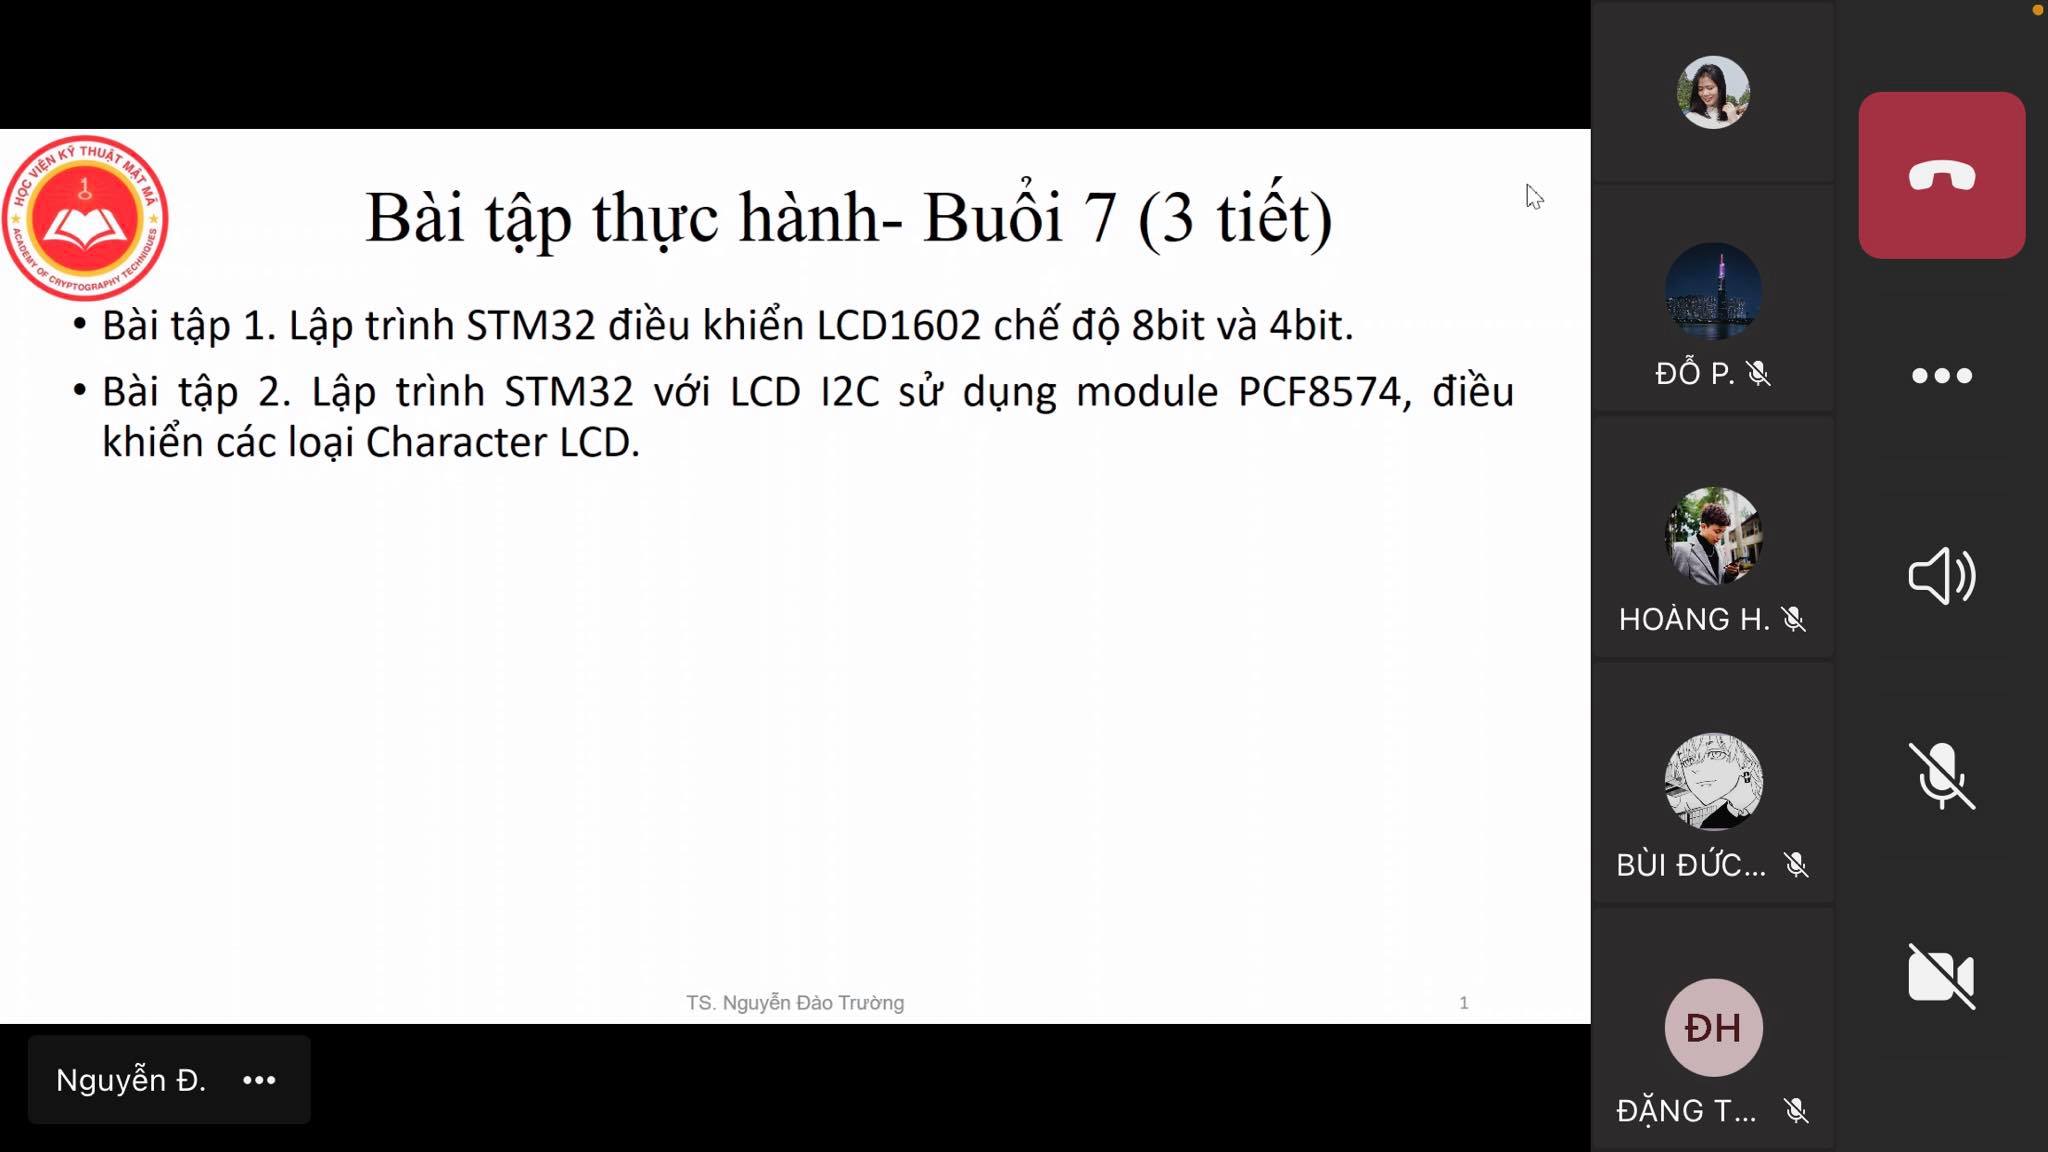 HỌC VIỆN KỸ THUẬT MẬT MÃ
ACADEMY OF CRYPTOGRAPHY TECHNIQUES
Bài tập thực hành- Buổi 7 (3 tiết)
• Bài tập 1. Lập trình STM32 điều khiển LCD1602 chế độ 8bit và 4bit.
• Bài tập 2. Lập trình STM32 với LCD I2C sử dụng module PCF8574, điều
khiển các loại Character LCD.
TS. Nguyễn Đào Trường
1
Nguyễn Đ.
ĐỖ P.
HOÀNG H.
BÙI ĐỨC...
ĐH
ĐẶNG T...